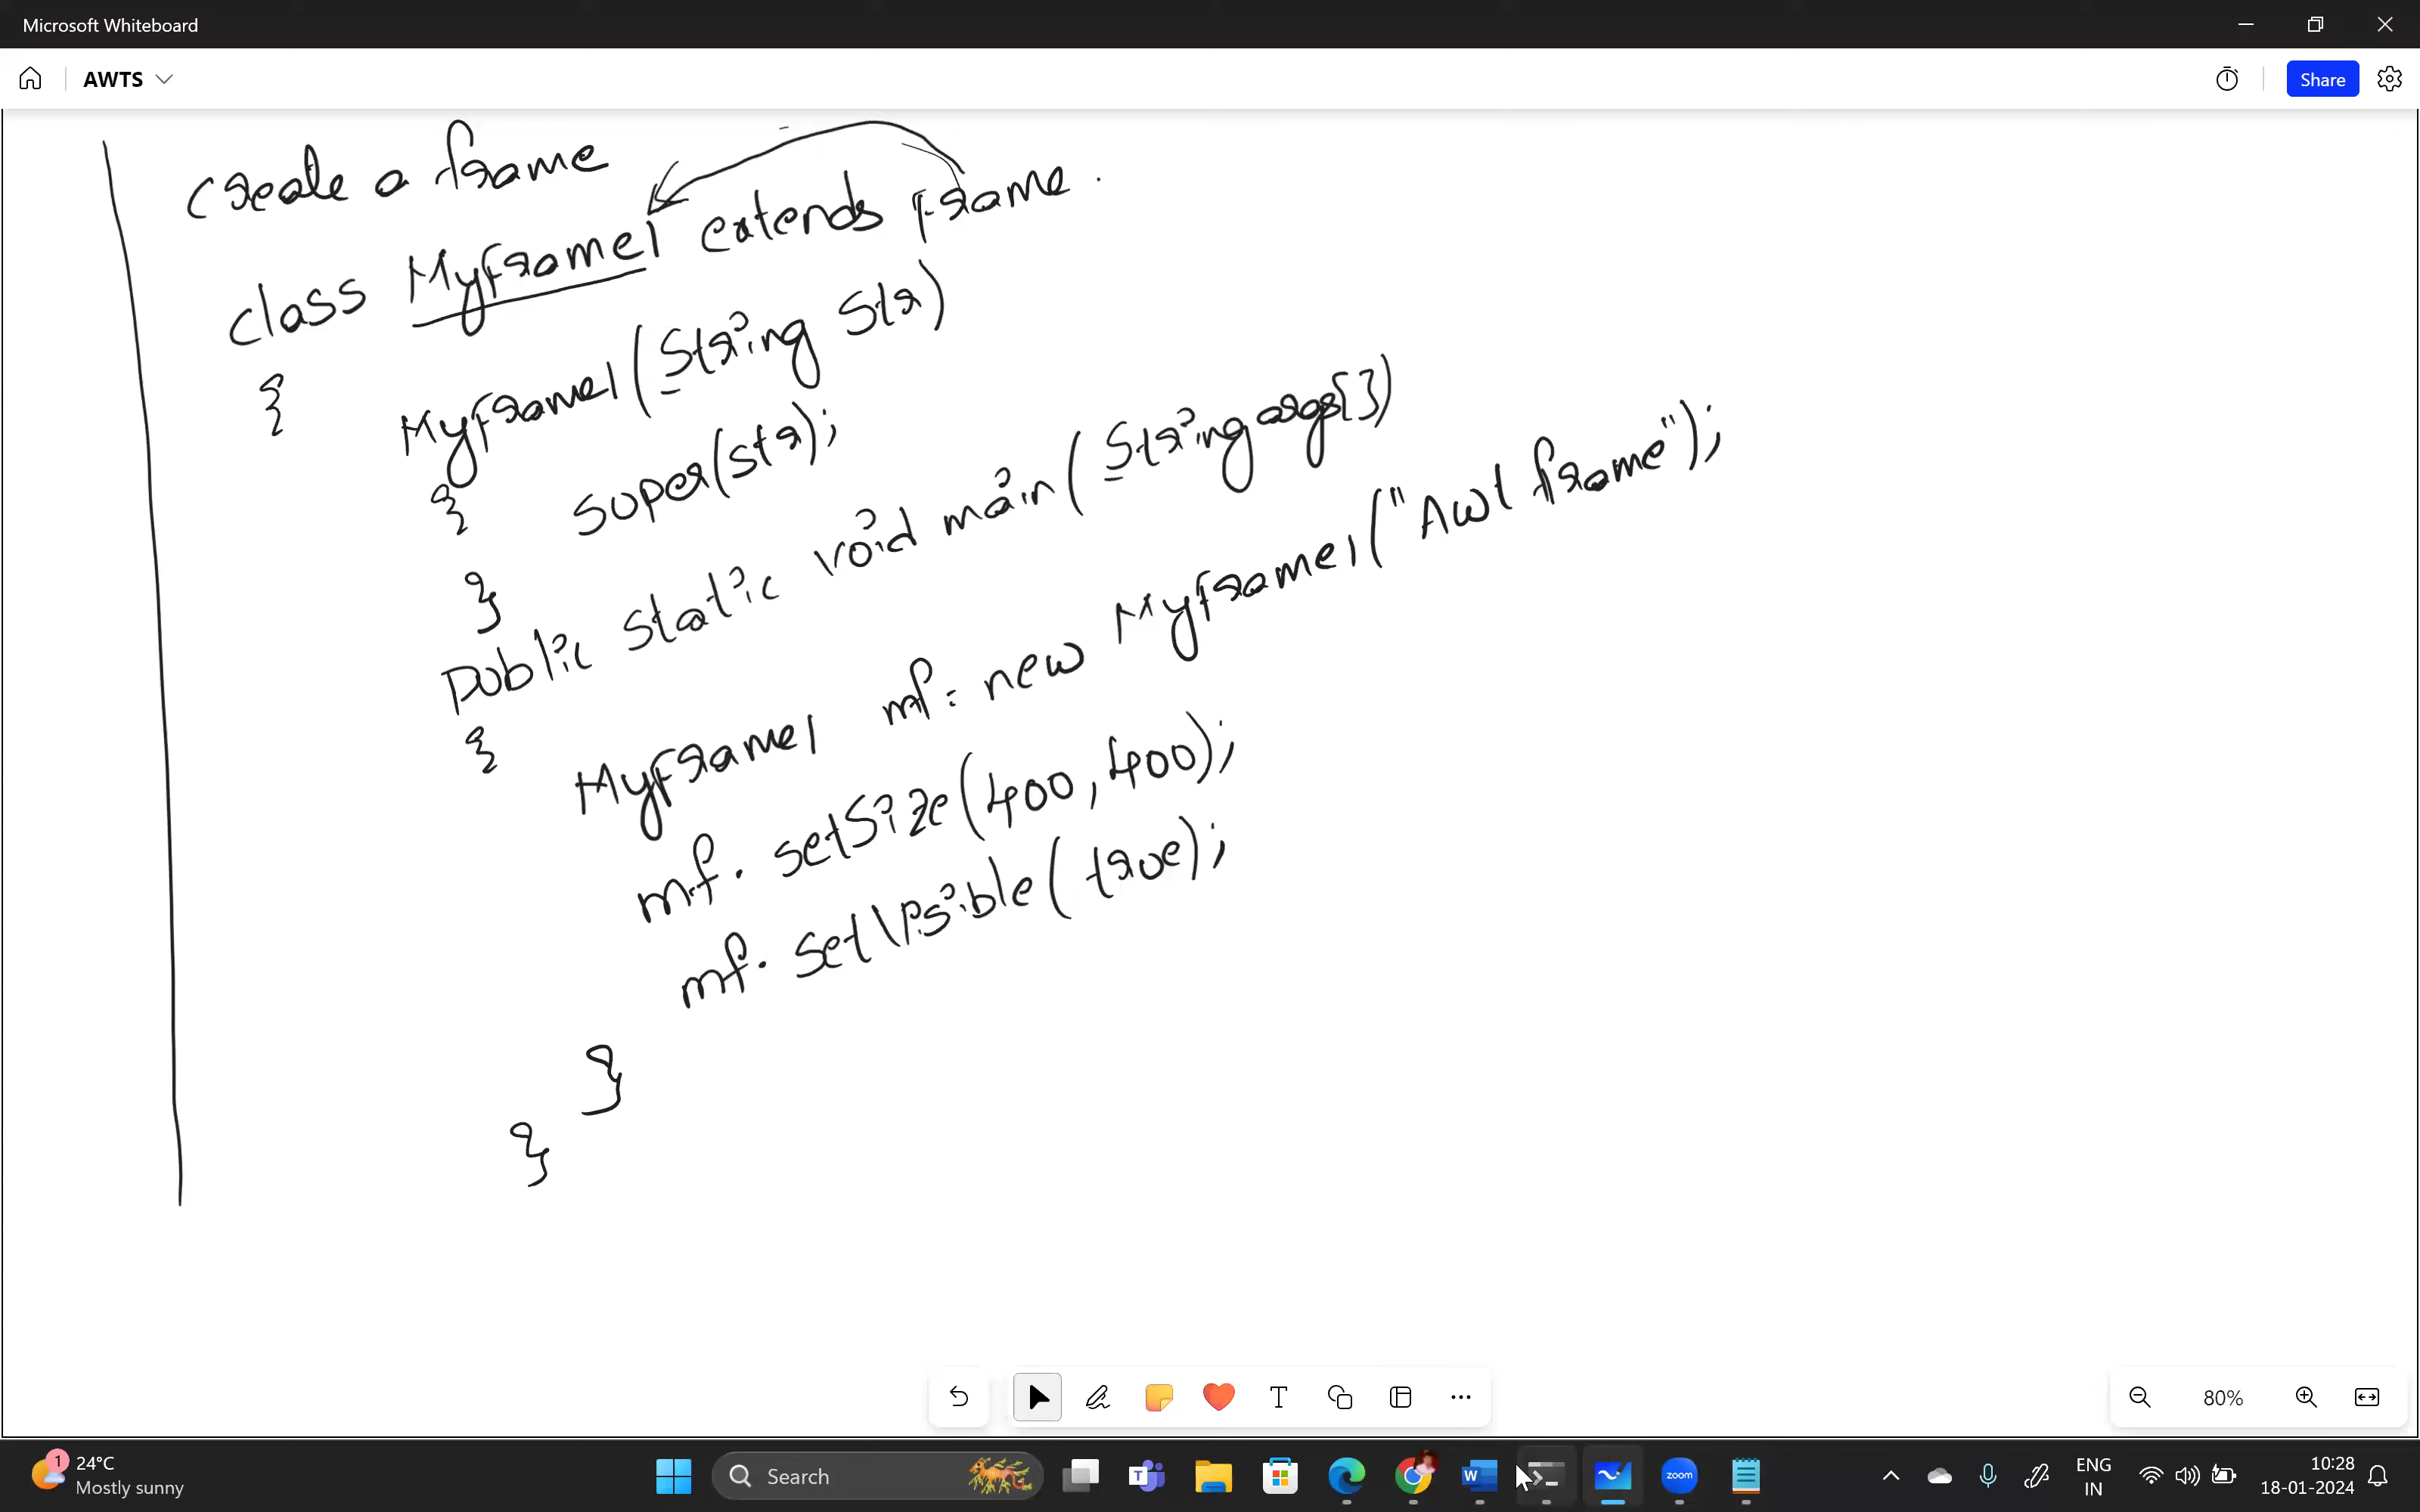 Microsoft Whiteboard
AWTS
Share
create a frame
class Myframe1 extends Frame.
{
Myframe1(String str)
{ super(str);
}
public static void main(String args[])
{
Myframe1 mf = new Myframe1("Awt frame");
mf. setSize(400, 400);
mf. setVisible(true);
}
}
80%
1
24°C
Mostly sunny
Search
T
W
zoom
ENG
IN
10:28
18-01-2024